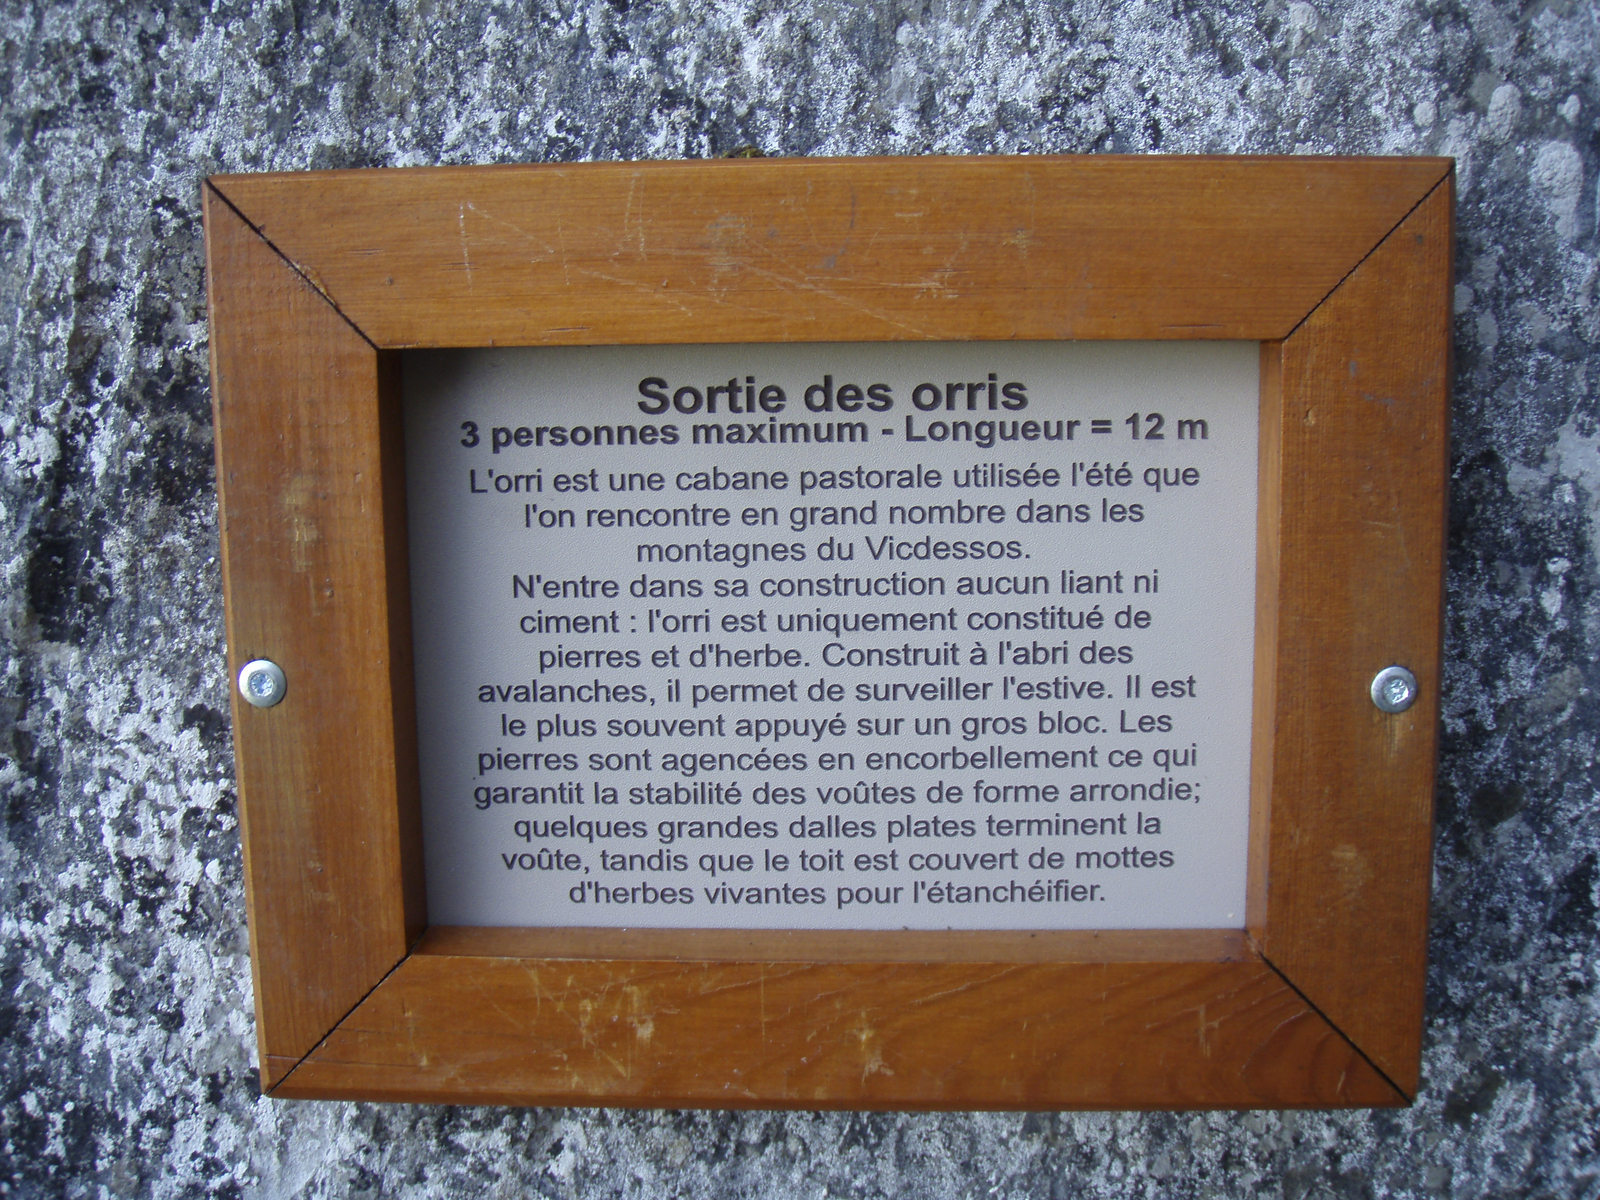 Sortie des orris
3 personnes maximum - Longueur = 12 m
L'orri est une cabane pastorale utilisée l'été que
l'on rencontre en grand nombre dans les
montagnes du Vicdessos.
N'entre dans sa construction aucun liant ni
ciment : l'orri est uniquement constitué de
pierres et d'herbe. Construit à l'abri des
avalanches, il permet de surveiller l'estive. Il est
le plus souvent appuyé sur un gros bloc. Les
pierres sont agencées en encorbellement ce qui
garantit la stabilité des voûtes de forme arrondie;
quelques grandes dalles plates terminent la
voûte, tandis que le toit est couvert de mottes
d'herbes vivantes pour l'étanchéifier.